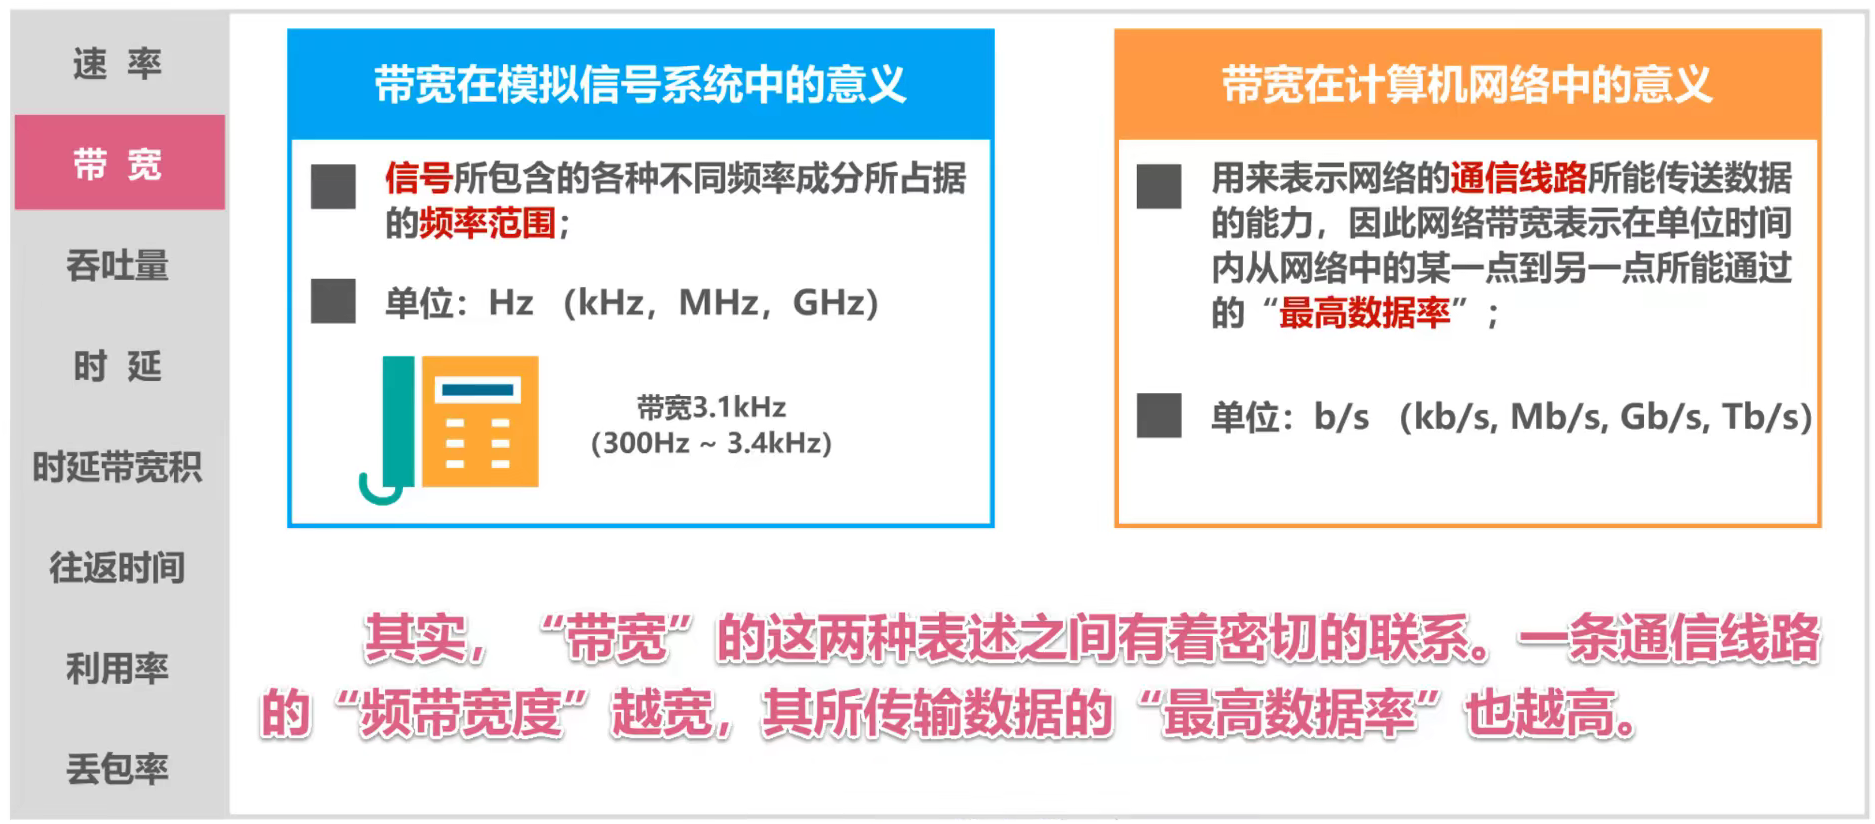 速 率
带 宽
吞吐量
时 延
时延带宽积
往返时间
利用率
丢包率
带宽在模拟信号系统中的意义
信号所包含的各种不同频率成分所占据
的频率范围；
单位：Hz （kHz，MHz，GHz）
带宽3.1kHz
（300Hz ~ 3.4kHz）
带宽在计算机网络中的意义
用来表示网络的通信线路所能传送数据
的能力，因此网络带宽表示在单位时间
内从网络中的某一点到另一点所能通过
的“最高数据率”；
单位：b/s （kb/s, Mb/s, Gb/s, Tb/s）
其实，“带宽”的这两种表述之间有着密切的联系。一条通信线路
的“频带宽度”越宽，其所传输数据的“最高数据率”也越高。